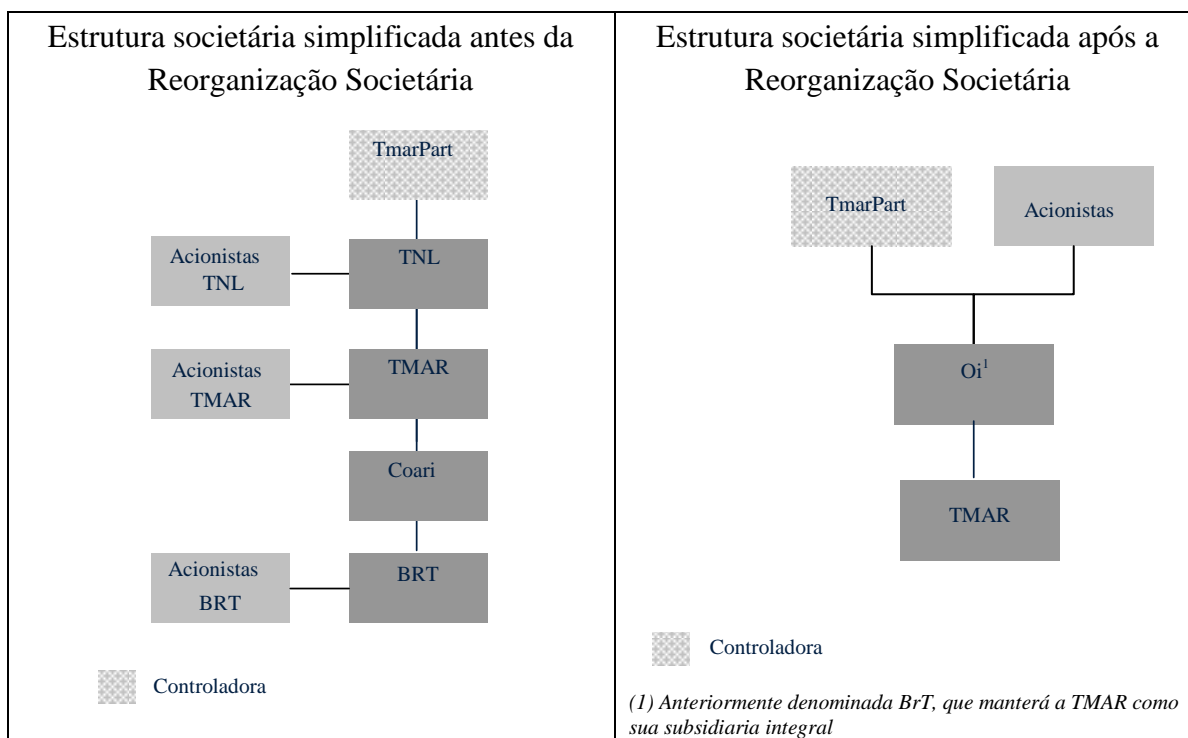 Estrutura societária simplificada antes da
Reorganização Societária
TmarPart
Acionistas
TNL
TNL
Acionistas
TMAR
TMAR
Coari
Acionistas
BRT
BRT
Controladora
Estrutura societária simplificada após a
Reorganização Societária
TmarPart
Acionistas
Oi¹
TMAR
Controladora
(1) Anteriormente denominada BrT, que manterá a TMAR como
sua subsidiaria integral